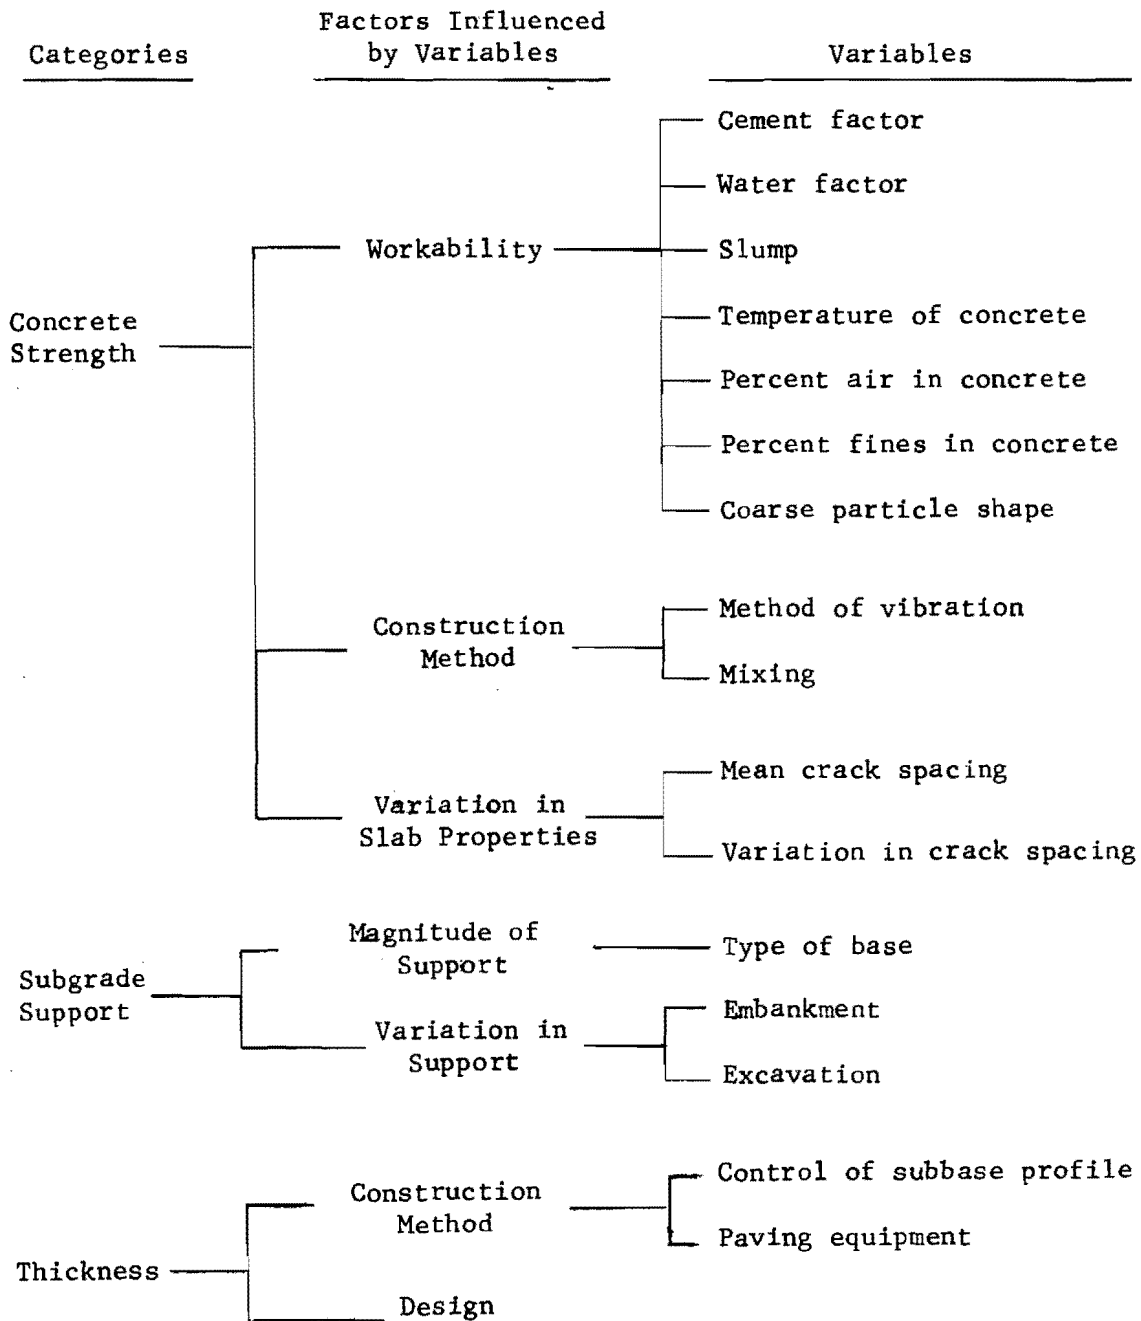 Factors Influenced
Categories by Variables Variables
Cement factor
Water factor
Workability
Slump
Concrete
Strength
Temperature of concrete
Percent air in concrete
Percent fines in concrete
Coarse particle shape
Construction
Method
Method of vibration
Mixing
Variation in
Slab Properties
Mean crack spacing
Variation in crack spacing
Subgrade
Support
Magnitude of
Support
Type of base
Variation in
Support
Embankment
Excavation
Thickness
Construction
Method
Control of subbase profile
Paving equipment
Design